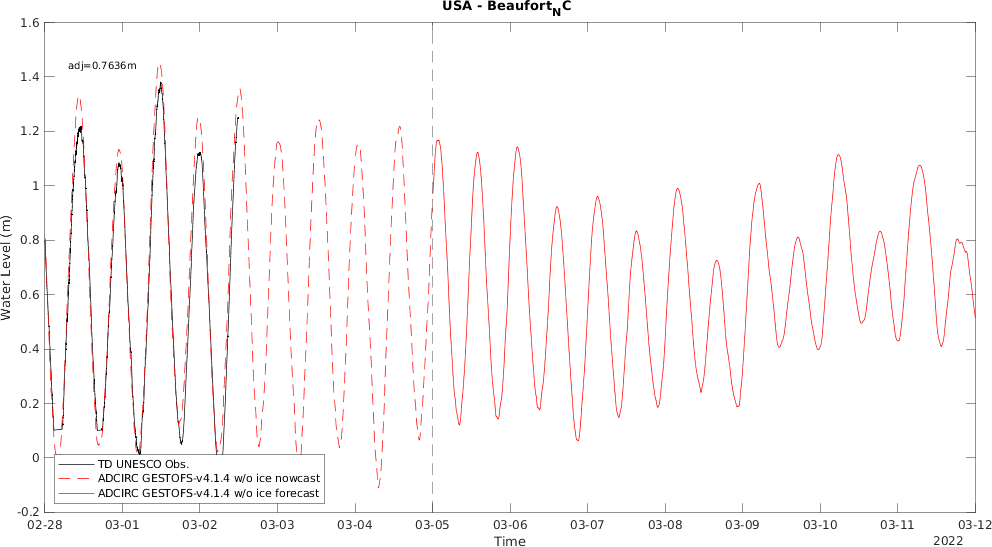 USA - Beaufort_NC
adj=0.7636m
1.6
1.4
1.2
1
0.8
0.6
0.4
0.2
0
-0.2
Water Level (m)
TD UNESCO Obs.
ADCIRC GESTOFS-v4.1.4 w/o ice nowcast
ADCIRC GESTOFS-v4.1.4 w/o ice forecast
02-28 03-01 03-02 03-03 03-04 03-05 03-06 03-07 03-08 03-09 03-10 03-11 03-12
Time
2022